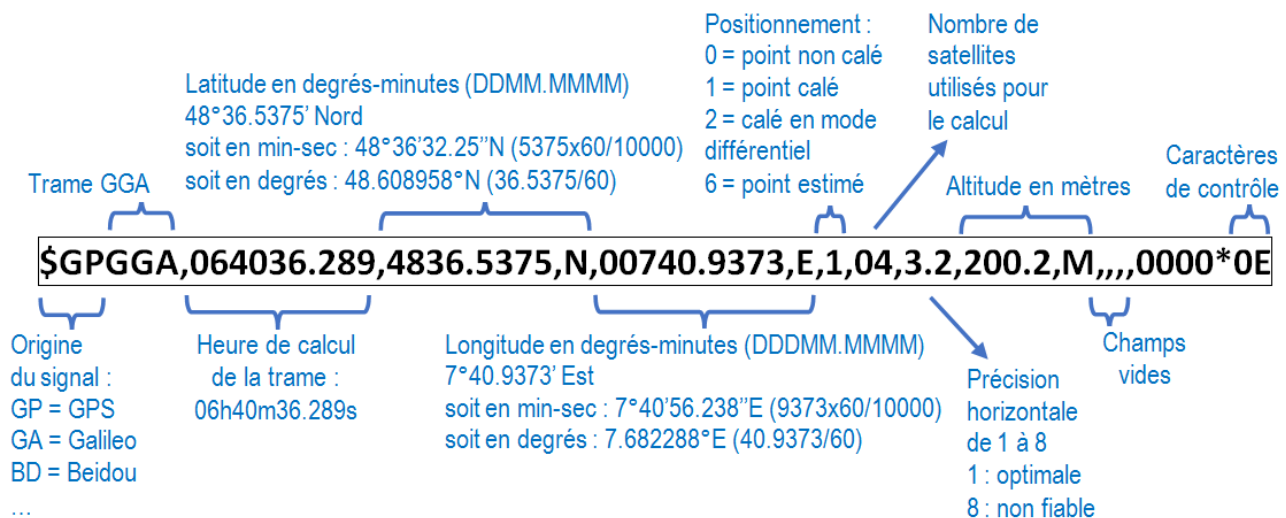 Positionnement :
0 = point non calé
1 = point calé
2 = calé en mode
différentiel
6 = point estimé
Nombre de
satellites
utilisés pour
le calcul
Latitude en degrés-minutes (DDMM.MMMM)
48°36.5375’ Nord
soit en min-sec : 48°36’32.25’’N (5375x60/10000)
soit en degrés : 48.608958°N (36.5375/60)
Trame GGA
Altitude en mètres
Caractères
de contrôle
$GPGGA,064036.289,4836.5375,N,00740.9373,E,1,04,3.2,200.2,M,,,,0000*0E
Origine
du signal :
GP = GPS
GA = Galileo
BD = Beidou
…
Heure de calcul
de la trame :
06h40m36.289s
Longitude en degrés-minutes (DDDMM.MMMM)
7°40.9373’ Est
soit en min-sec : 7°40’56.238’’E (9373x60/10000)
soit en degrés : 7.682288°E (40.9373/60)
Précision
horizontale
de 1 à 8
1 : optimale
8 : non fiable
Champs
vides